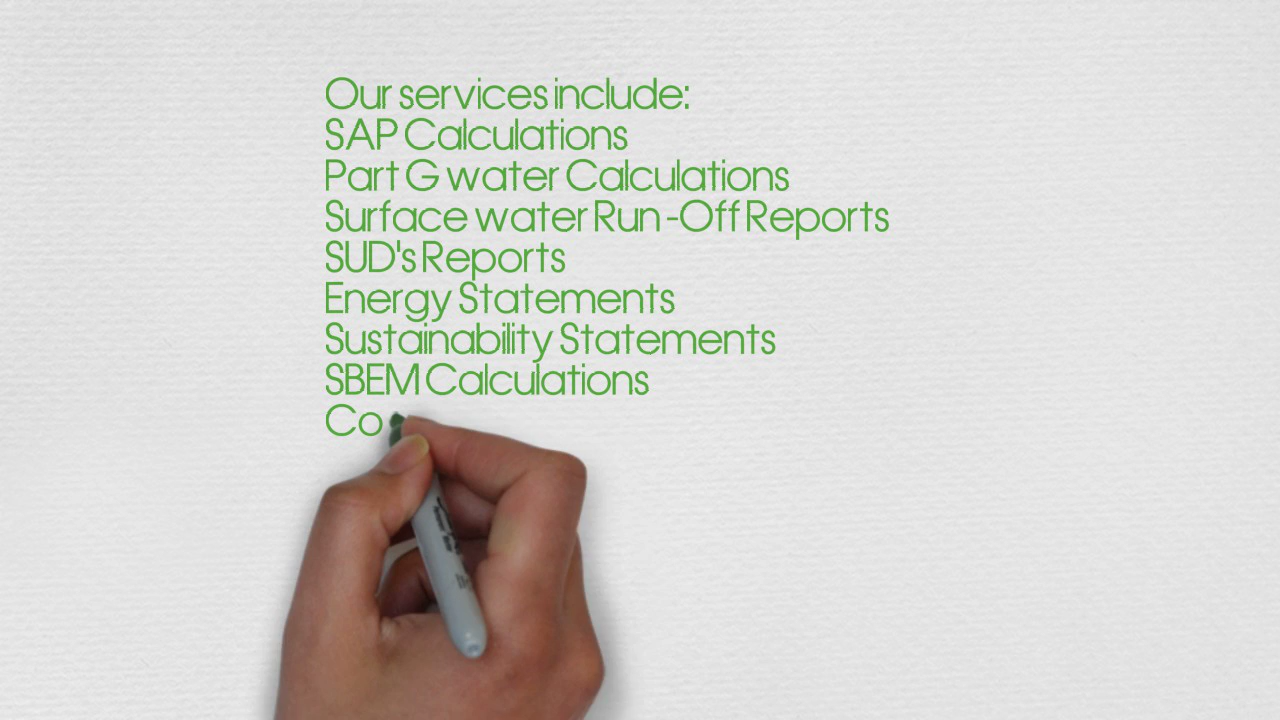 Our services include:
SAP Calculations
Part G water Calculations
Surface water Run-Off Reports
SUD's Reports
Energy Statements
Sustainability Statements
SBEM Calculations
Co